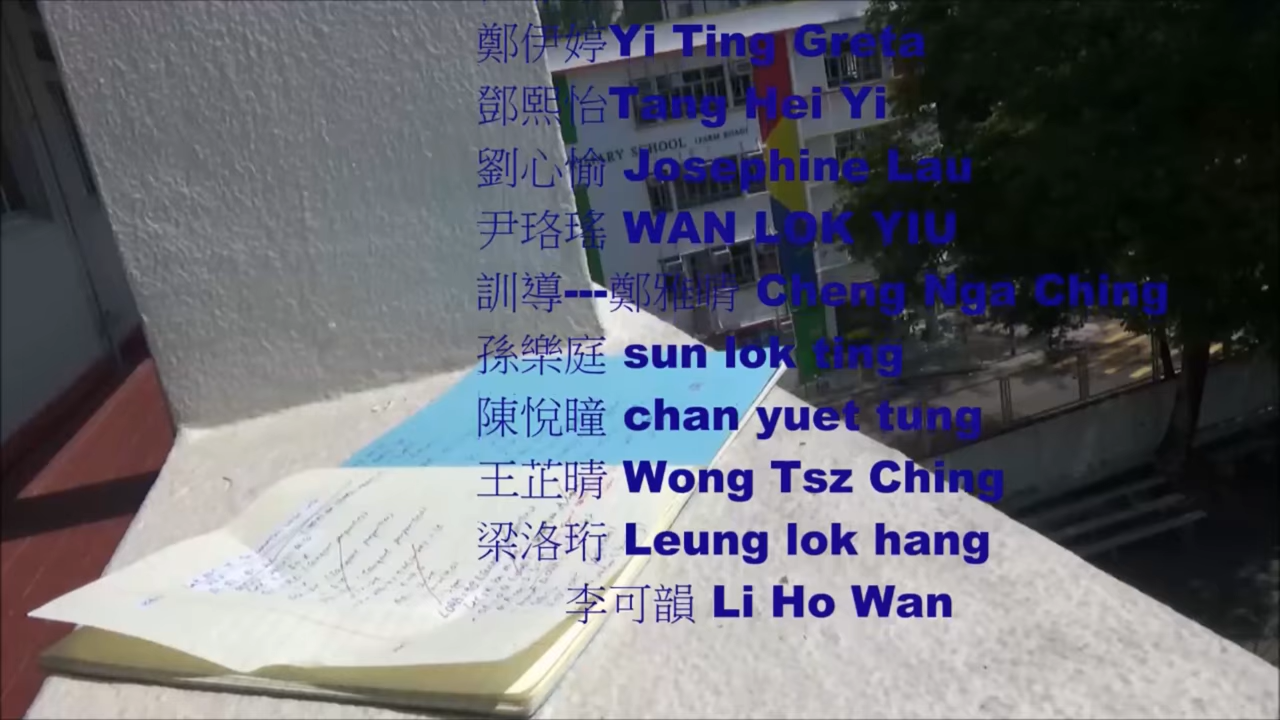 鄭伊婷Yi Ting Greta
鄧熙怡Tang Hei Yi
ARY SCHOOL (FARM ROAD)
劉心愉 Josephine Lau
尹珞瑤 WAN LOK YIU
訓導---鄭雅晴 Cheng Nga Ching
孫樂庭 sun lok ting
陳悅瞳 chan yuet tung
王芷晴 Wong Tsz Ching
梁洛珩 Leung lok hang
李可韻 Li Ho Wan